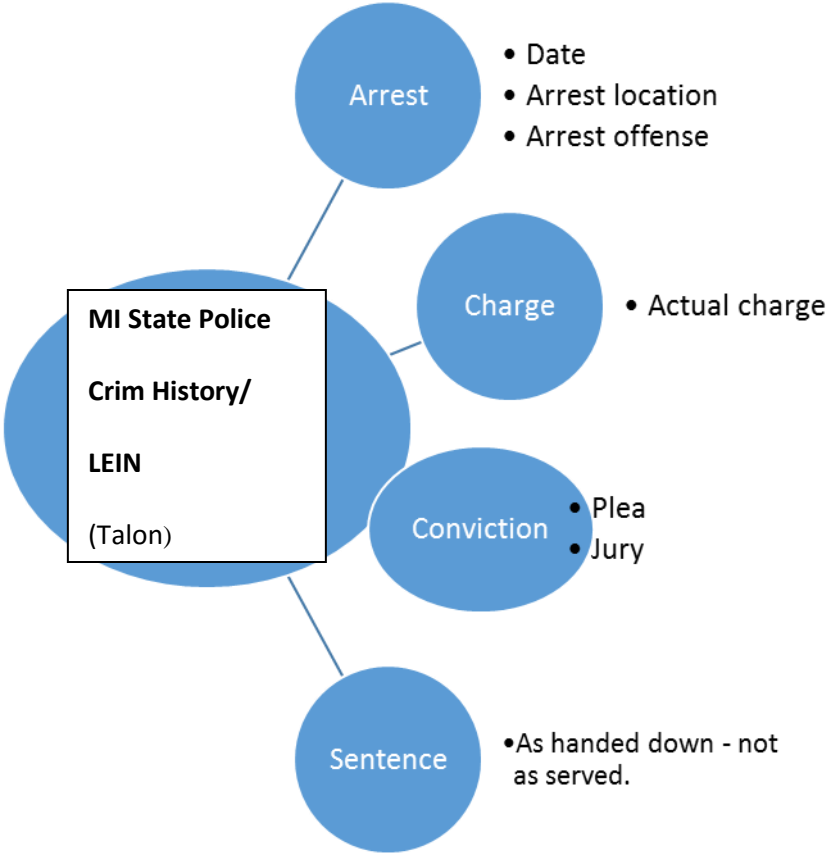 Arrest
• Date
• Arrest location
• Arrest offense
Charge
• Actual charge
MI State Police
Crim History/
LEIN
(Talon)
Conviction
• Plea
• Jury
Sentence
•As handed down - not
as served.